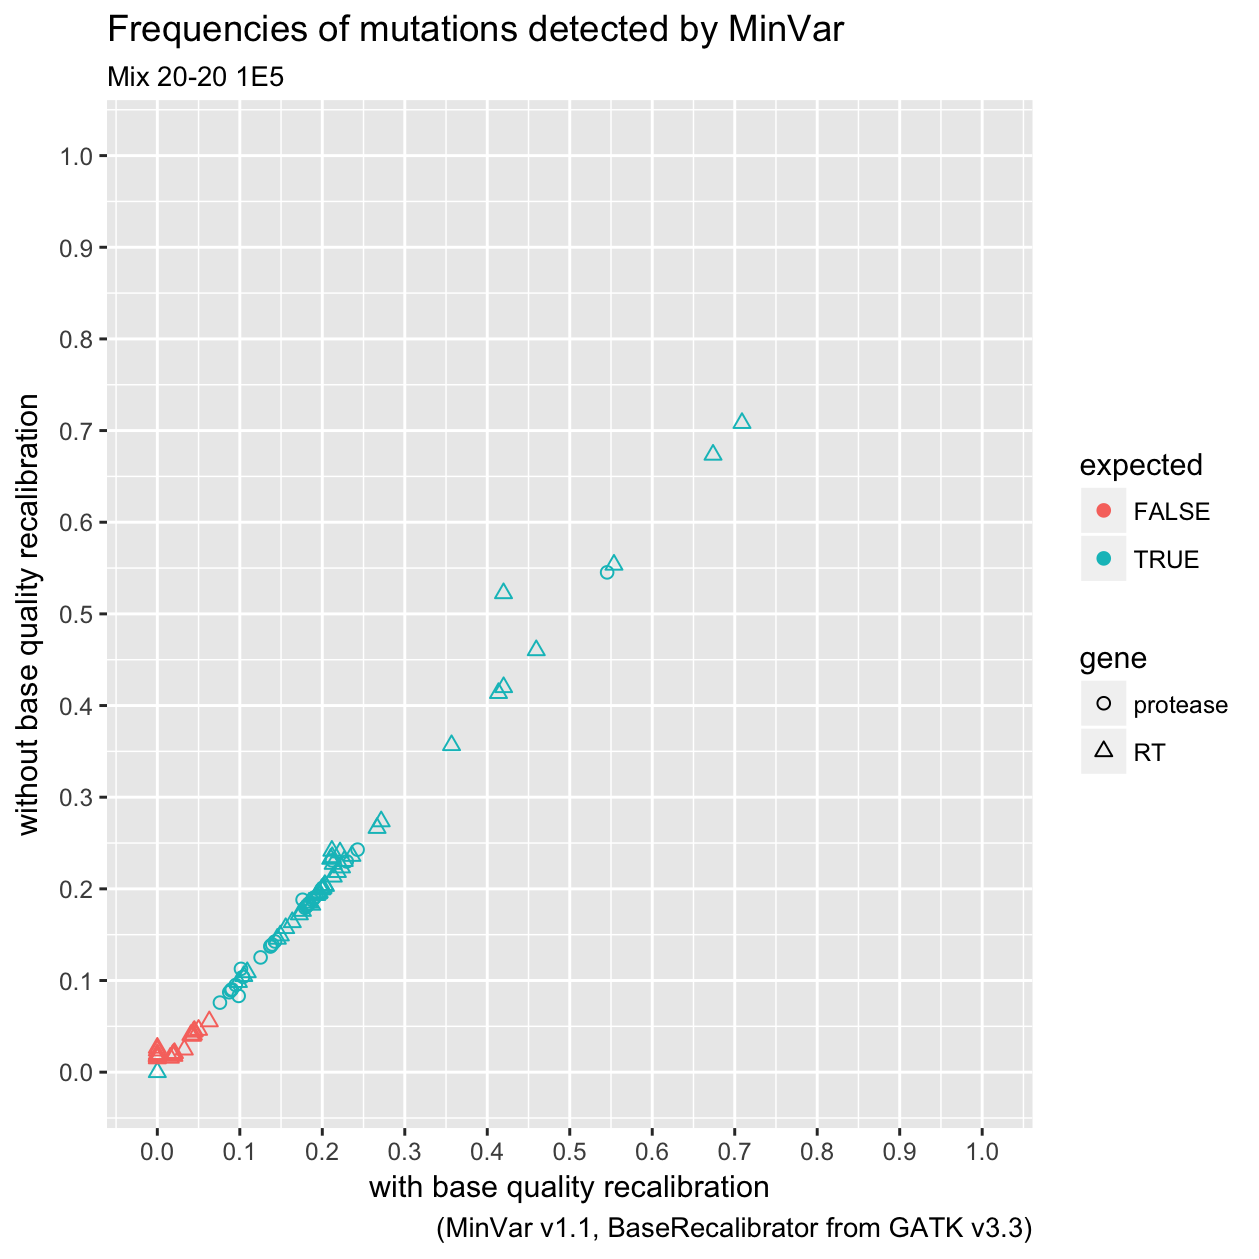 Frequencies of mutations detected by MinVar
Mix 20-20 1E5
without base quality recalibration
1.0
0.9
0.8
0.7
0.6
0.5
0.4
0.3
0.2
0.1
0.0
0.0 0.1 0.2 0.3 0.4 0.5 0.6 0.7 0.8 0.9 1.0
with base quality recalibration
(MinVar v1.1, BaseRecalibrator from GATK v3.3)
expected
FALSE
TRUE
gene
protease
RT